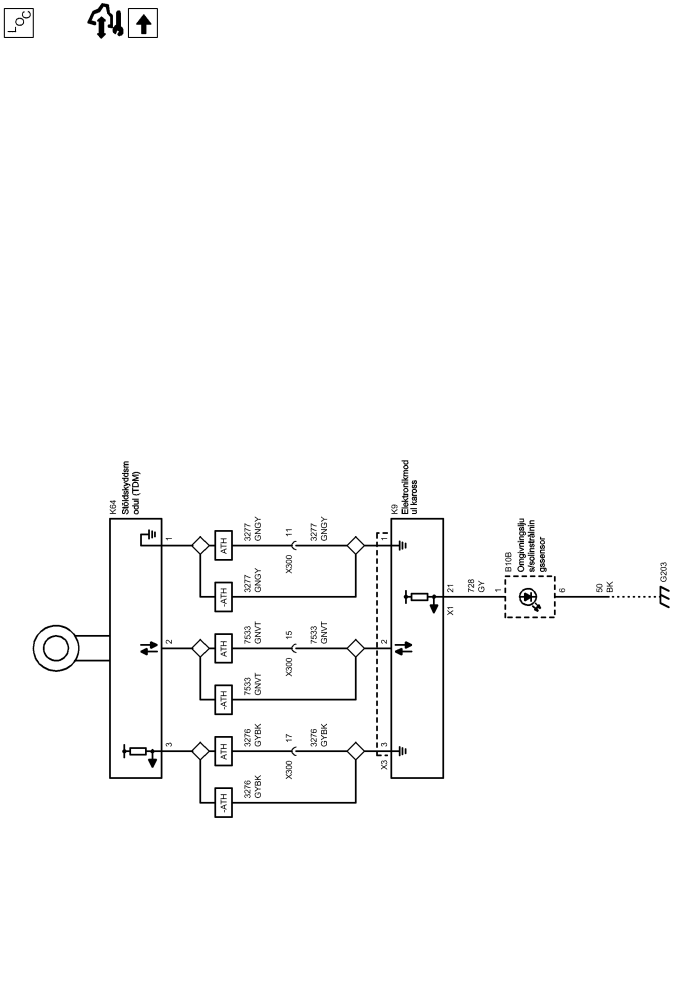 LOC
K64
Stöldskyddsm
odul (TDM)
1
2
3
ATH
-ATH
ATH
-ATH
ATH
-ATH
3277
GNGY
3277
GNGY
7533
GNVT
7533
GNVT
3276
GYBK
3276
GYBK
11
X300
15
X300
17
X300
3277
GNGY
7533
GNVT
3276
GYBK
1
2
3
X3
K9
Elektronikmod
ul kaross
21
X1
728
GY
1
B10B
Omgivningslju
s/solinstrålnin
gssensor
6
50
BK
G203